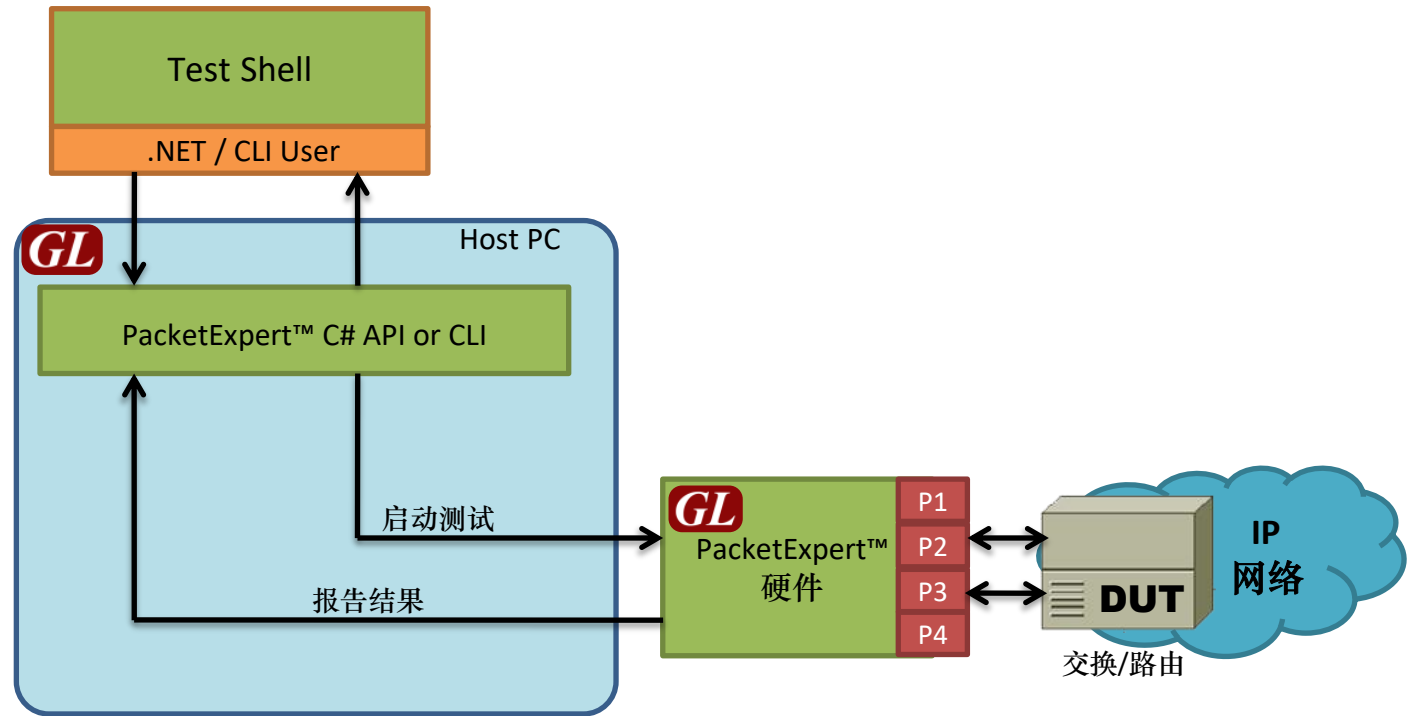 Test Shell
.NET / CLI User
GL
Host PC
PacketExpert™ C# API or CLI
启动测试
报告结果
GL
PacketExpert™
硬件
P1
P2
P3
P4
DUT
IP
网络
交换/路由